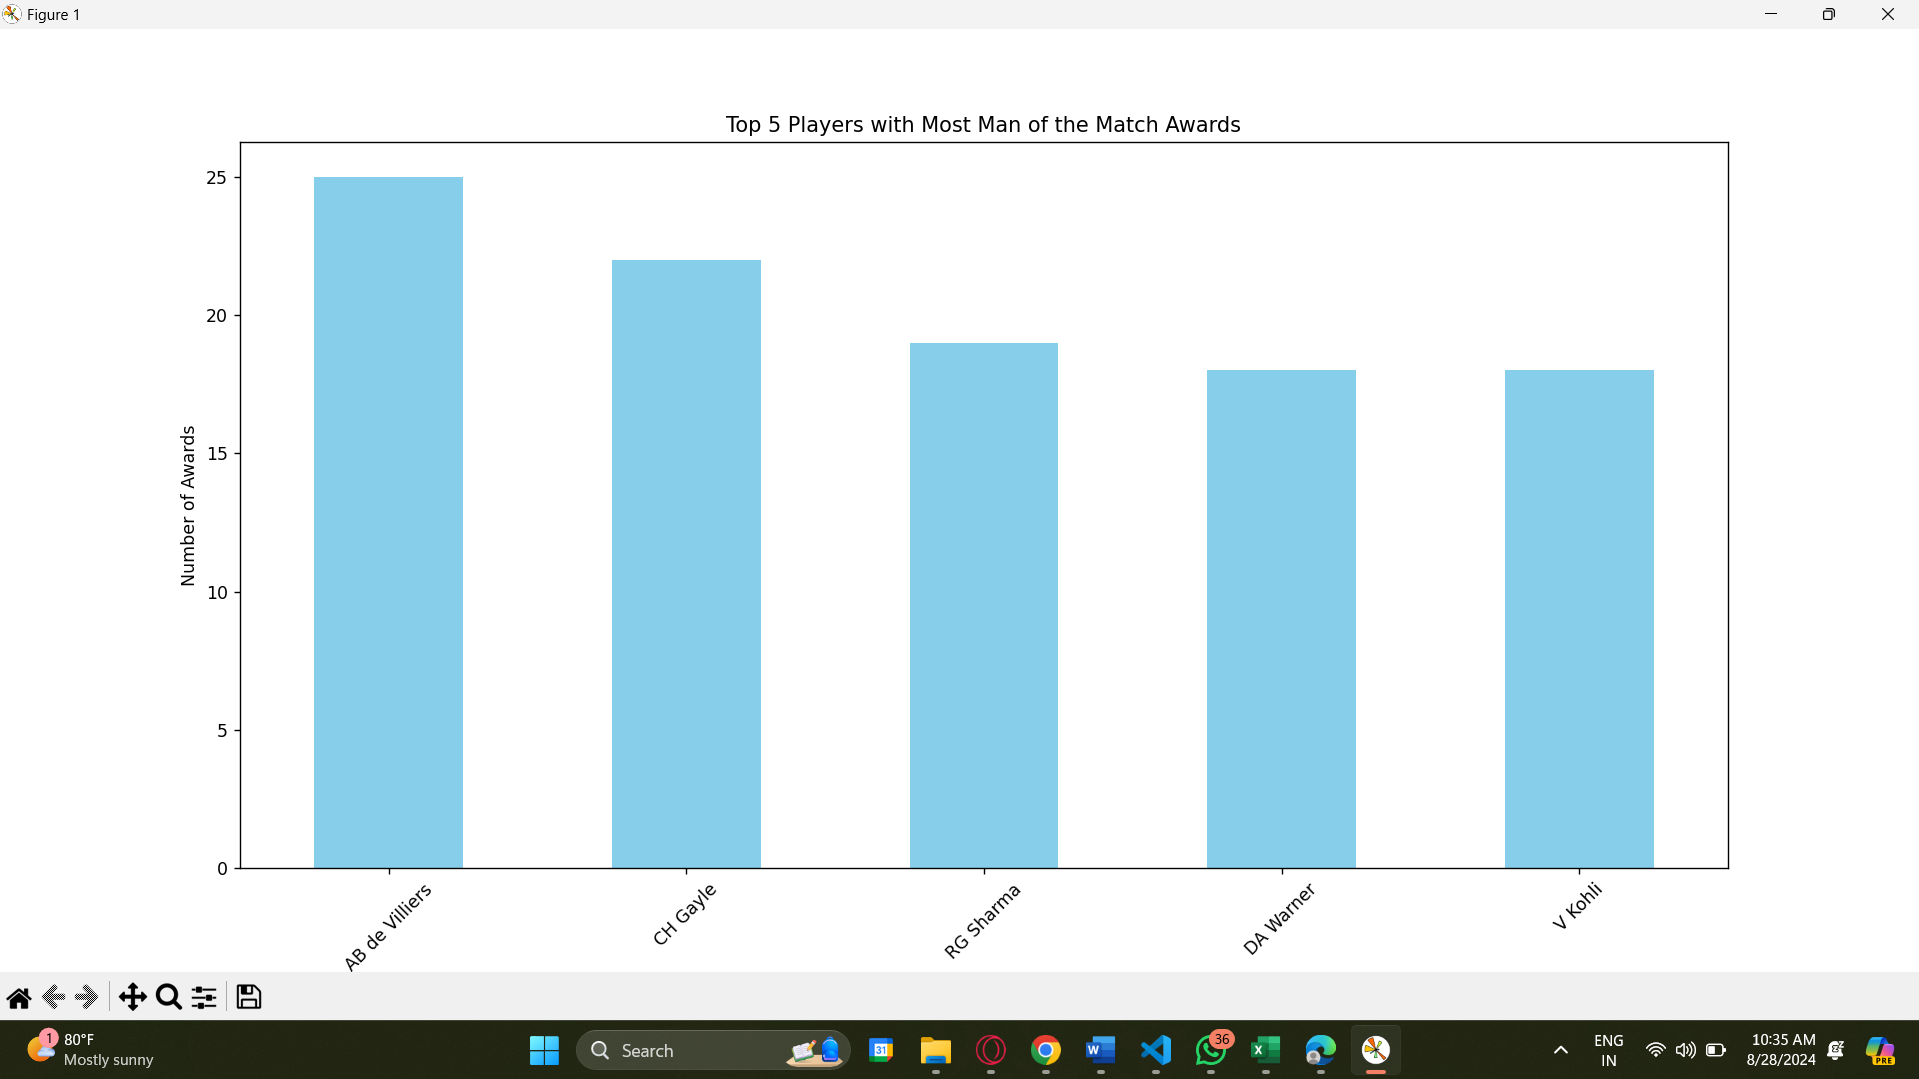 Figure 1
Top 5 Players with Most Man of the Match Awards
25
20
15
10
5
0
Number of Awards
AB de Villiers
CH Gayle
RG Sharma
DA Warner
V Kohli
1
80°F
Mostly sunny
Search
31
W
36
X
ENG
IN
10:35 AM
8/28/2024
PRE